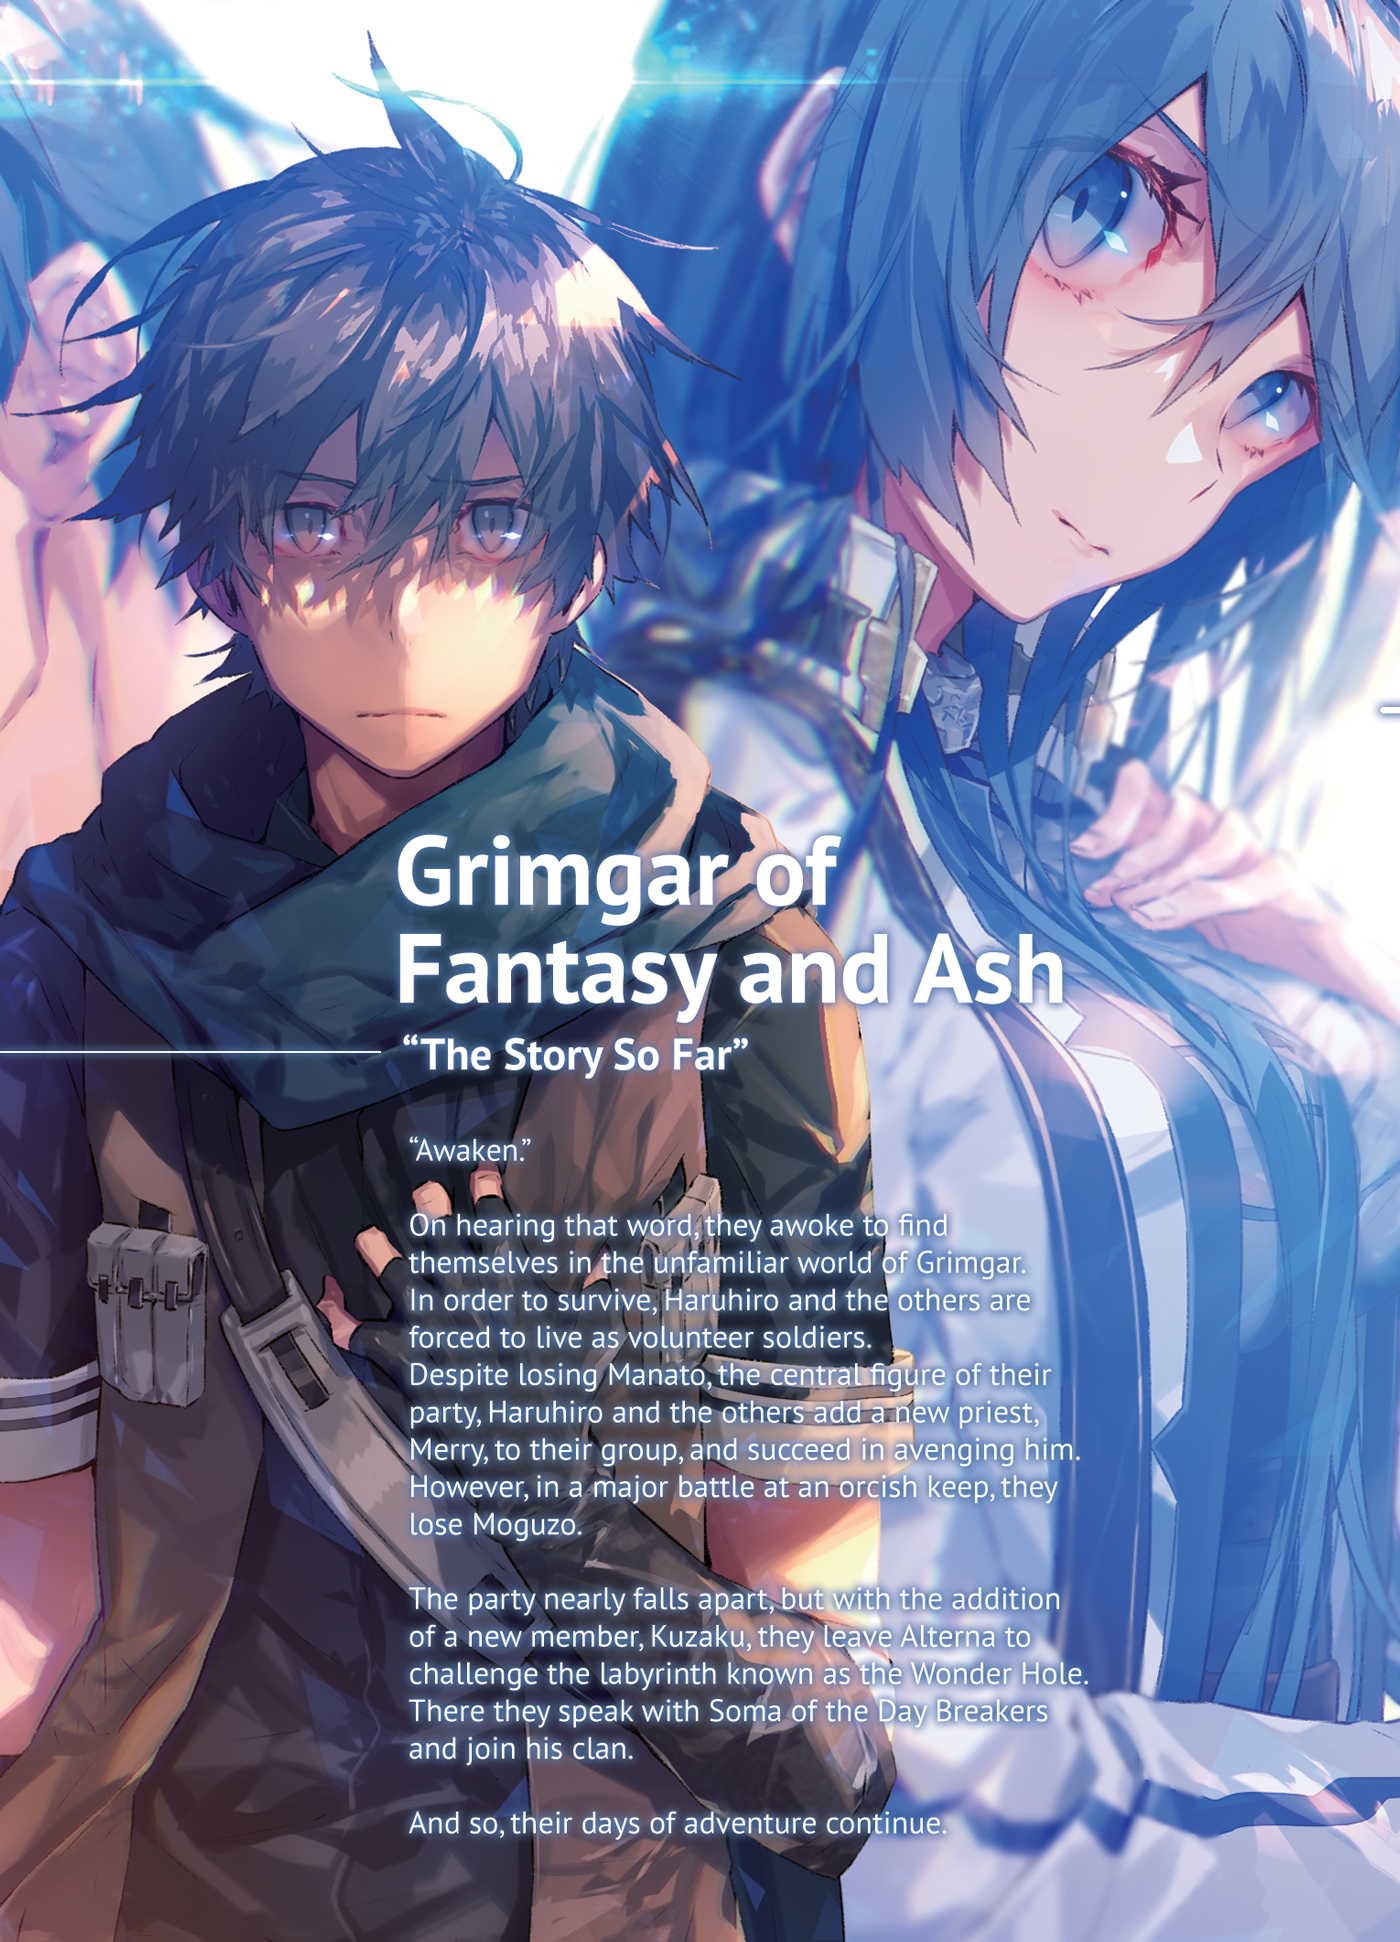 Grimgar of
Fantasy and Ash
“The Story So Far”
“Awaken.”
On hearing that word, they awoke to find
themselves in the unfamiliar world of Grimgar.
In order to survive, Haruhiro and the others are
forced to live as volunteer soldiers.
Despite losing Manato, the central figure of their
party, Haruhiro and the others add a new priest,
Merry, to their group, and succeed in avenging him.
However, in a major battle at an orcish keep, they
lose Moguzo.
The party nearly falls apart, but with the addition
of a new member, Kuzaku, they leave Alterna to
challenge the labyrinth known as the Wonder Hole.
There they speak with Soma of the Day Breakers
and join his clan.
And so, their days of adventure continue.